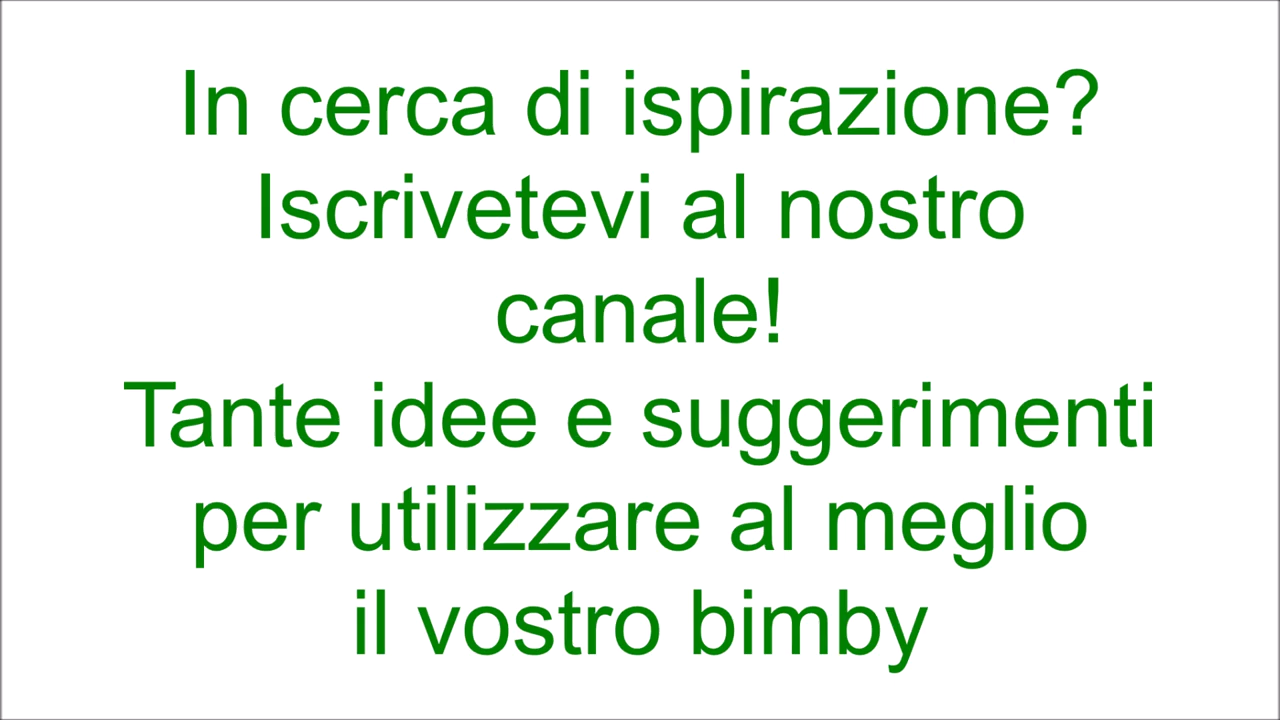 In cerca di ispirazione?
Iscrivetevi al nostro
canale!
Tante idee e suggerimenti
per utilizzare al meglio
il vostro bimby